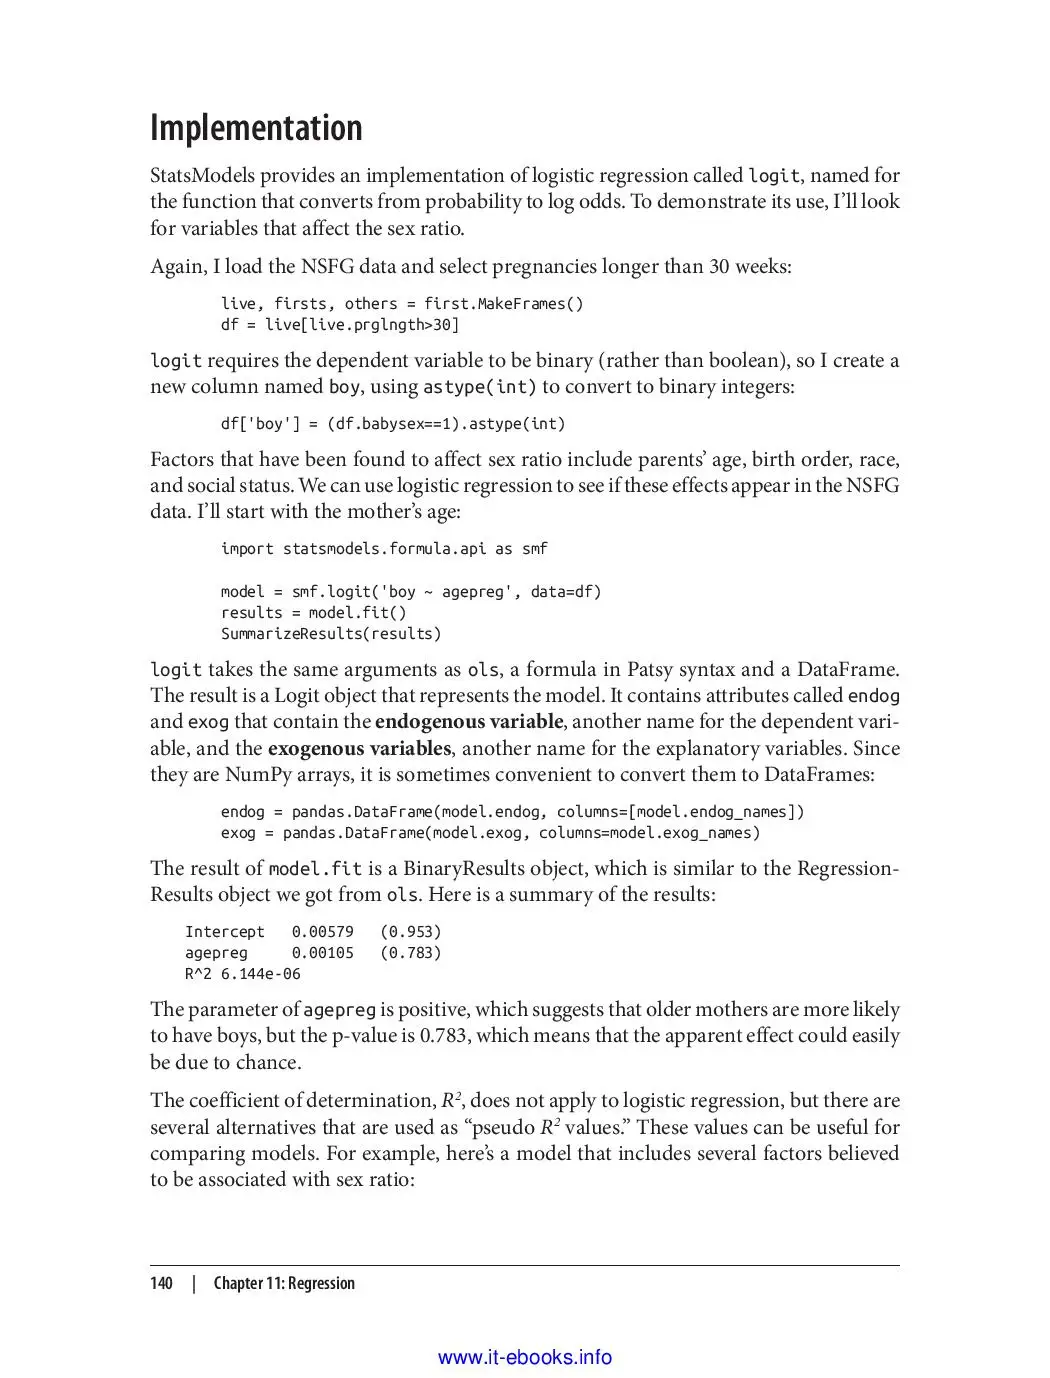 Implementation
StatsModels provides an implementation of logistic regression called logit, named for
the function that converts from probability to log odds. To demonstrate its use, I’ll look
for variables that affect the sex ratio.
Again, I load the NSFG data and select pregnancies longer than 30 weeks:
live, firsts, others = first.MakeFrames()
df = live[live.prglngth>30]
logit requires the dependent variable to be binary (rather than boolean), so I create a
new column named boy, using astype(int) to convert to binary integers:
df['boy'] = (df.babysex==1).astype(int)
Factors that have been found to affect sex ratio include parents’ age, birth order, race,
and social status. We can use logistic regression to see if these effects appear in the NSFG
data. I’ll start with the mother’s age:
import statsmodels.formula.api as smf
model = smf.logit('boy ~ agepreg', data=df)
results = model.fit()
SummarizeResults(results)
logit takes the same arguments as ols, a formula in Patsy syntax and a DataFrame.
The result is a Logit object that represents the model. It contains attributes called endog
and exog that contain the endogenous variable, another name for the dependent vari-
able, and the exogenous variables, another name for the explanatory variables. Since
they are NumPy arrays, it is sometimes convenient to convert them to DataFrames:
endog = pandas.DataFrame(model.endog, columns=[model.endog_names])
exog = pandas.DataFrame(model.exog, columns=model.exog_names)
The result of model.fit is a BinaryResults object, which is similar to the Regression-
Results object we got from ols. Here is a summary of the results:
Intercept 0.00579 (0.953)
agepreg 0.00105 (0.783)
R^2 6.144e-06
The parameter of agepreg is positive, which suggests that older mothers are more likely
to have boys, but the p-value is 0.783, which means that the apparent effect could easily
be due to chance.
The coefficient of determination, R², does not apply to logistic regression, but there are
several alternatives that are used as “pseudo R² values.” These values can be useful for
comparing models. For example, here’s a model that includes several factors believed
to be associated with sex ratio:
140 | Chapter 11: Regression
www.it-ebooks.info